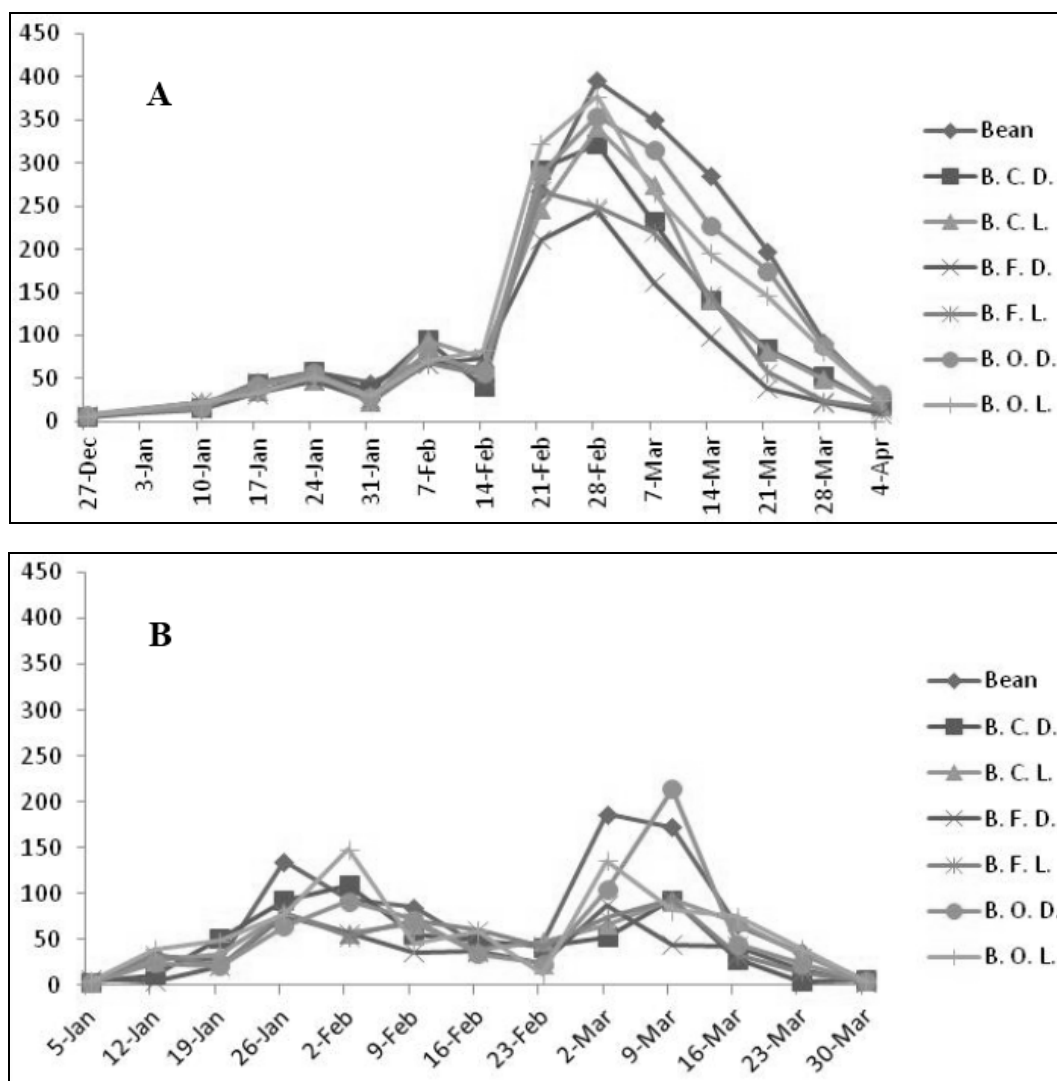 450
400
350
300
250
200
150
100
50
0
A
27-Dec
3-Jan
10-Jan
17-Jan
24-Jan
31-Jan
7-Feb
14-Feb
21-Feb
28-Feb
7-Mar
14-Mar
21-Mar
28-Mar
4-Apr
Bean
B. C. D.
B. C. L.
B. F. D.
B. F. L.
B. O. D.
B. O. L.
450
400
350
300
250
200
150
100
50
0
B
5-Jan
12-Jan
19-Jan
26-Jan
2-Feb
9-Feb
16-Feb
23-Feb
2-Mar
9-Mar
16-Mar
23-Mar
30-Mar
Bean
B. C. D.
B. C. L.
B. F. D.
B. F. L.
B. O. D.
B. O. L.